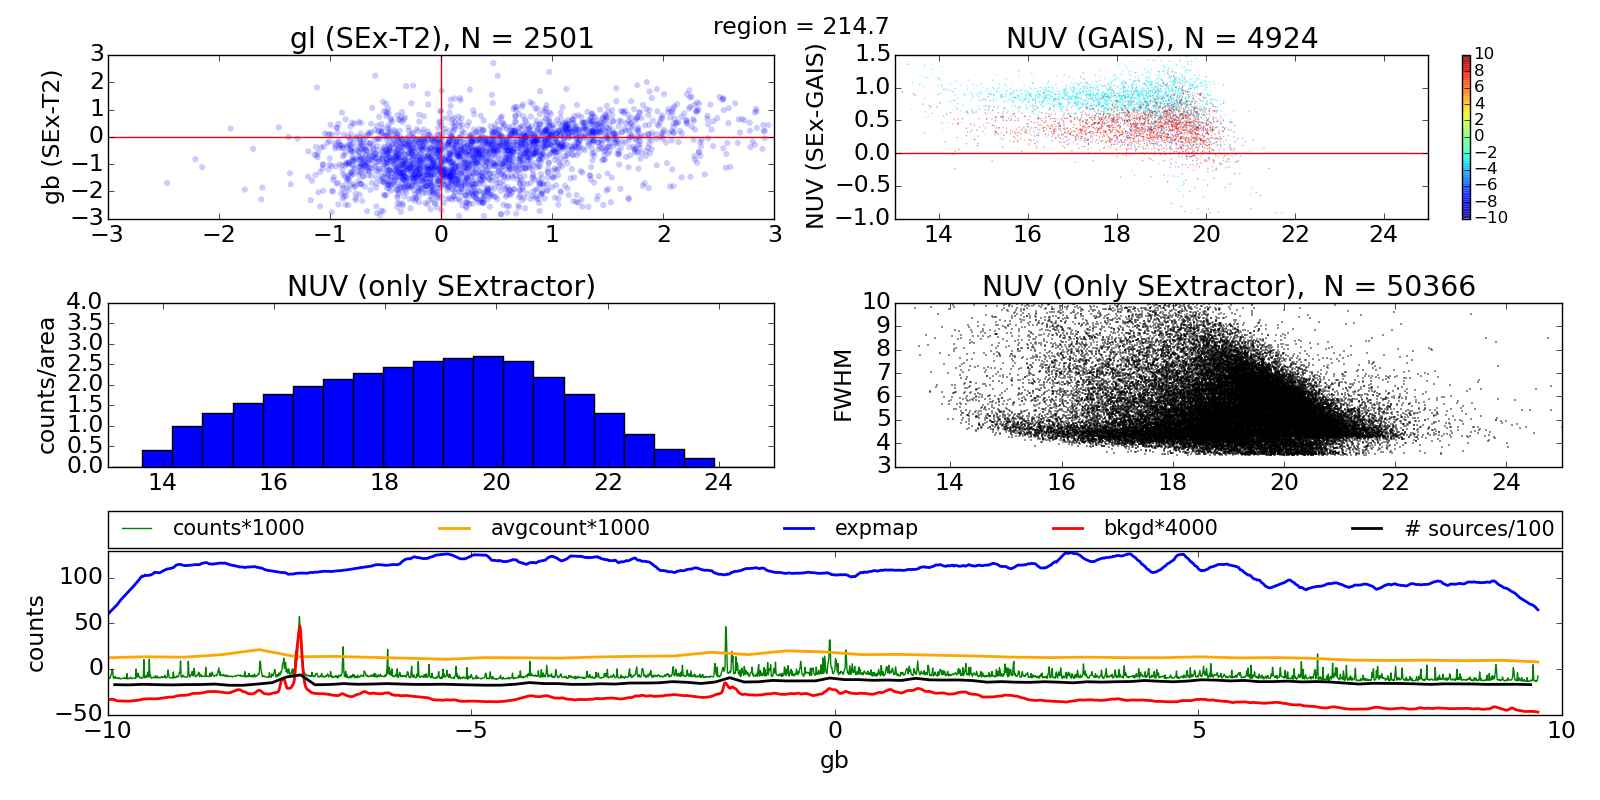 region = 214.7
gl (SEx-T2), N = 2501
NUV (GAIS), N = 4924
gb (SEx-T2)
3
2
1
0
−1
−2
−3
−3 −2 −1 0 1 2 3
NUV (SEx-GAIS)
1.5
1.0
0.5
0.0
−0.5
−1.0
14 16 18 20 22 24
10
8
6
4
2
0
−2
−4
−6
−8
−10
NUV (only SExtractor)
NUV (Only SExtractor), N = 50366
counts/area
4.0
3.5
3.0
2.5
2.0
1.5
1.0
0.5
0.0
14 16 18 20 22 24
FWHM
10
9
8
7
6
5
4
3
14 16 18 20 22 24
counts*1000 avgcount*1000 expmap bkgd*4000 # sources/100
counts
100
50
0
−50
−10 −5 0 5 10
gb